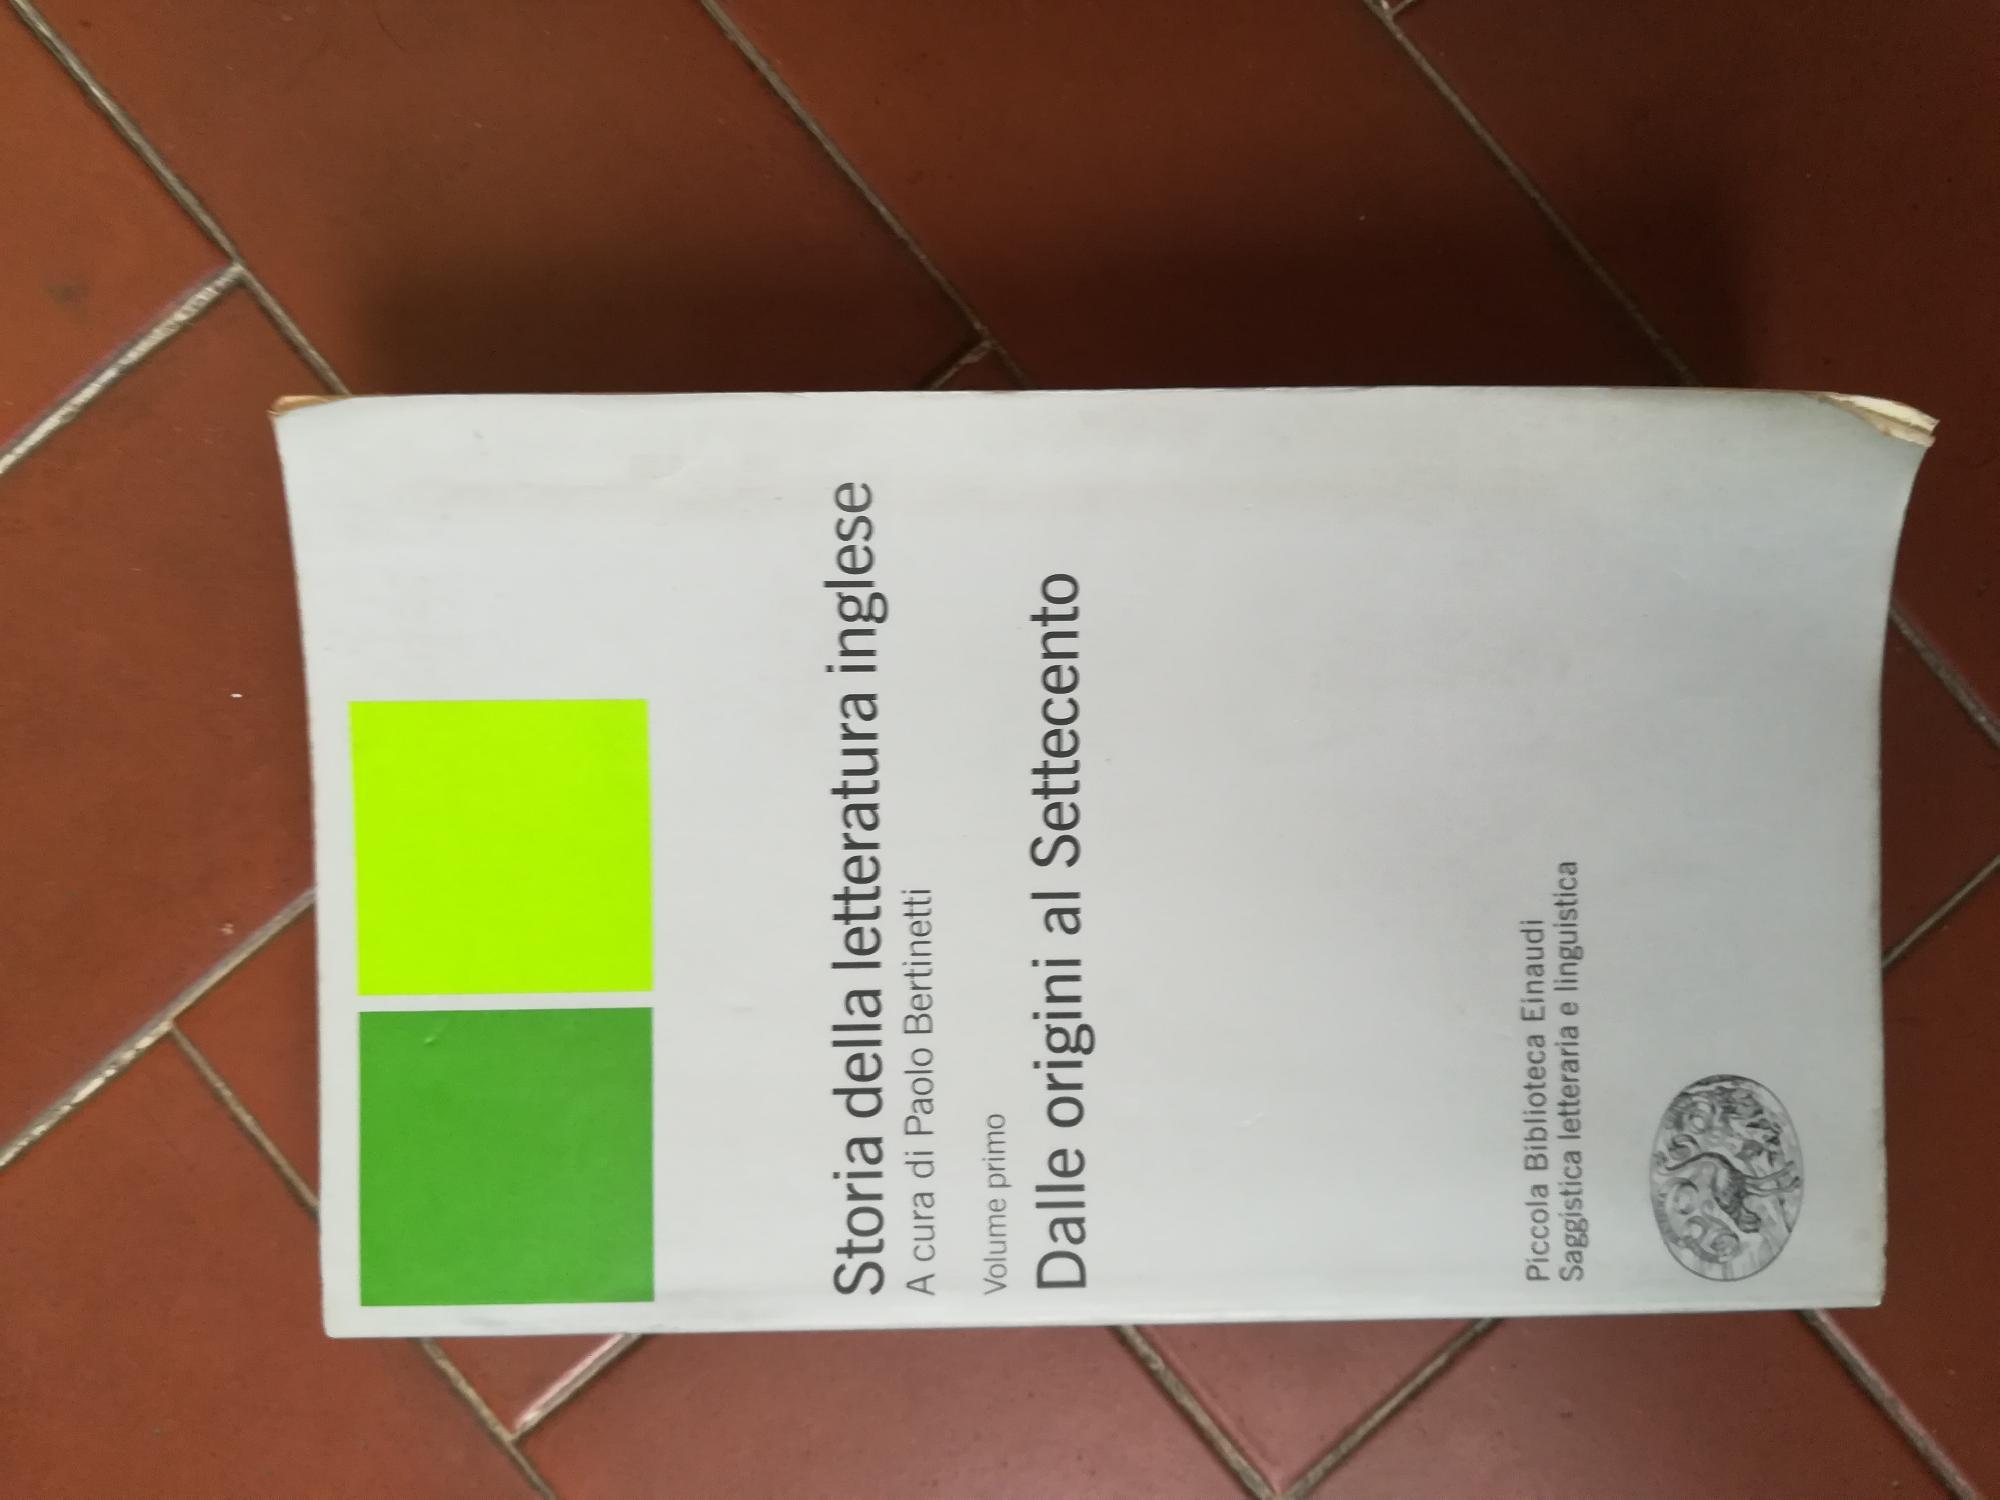 Storia della letteratura inglese
A cura di Paolo Bertinetti
Volume primo
Dalle origini al Settecento
Piccola Biblioteca Einaudi
Saggistica letteraria e linguistica